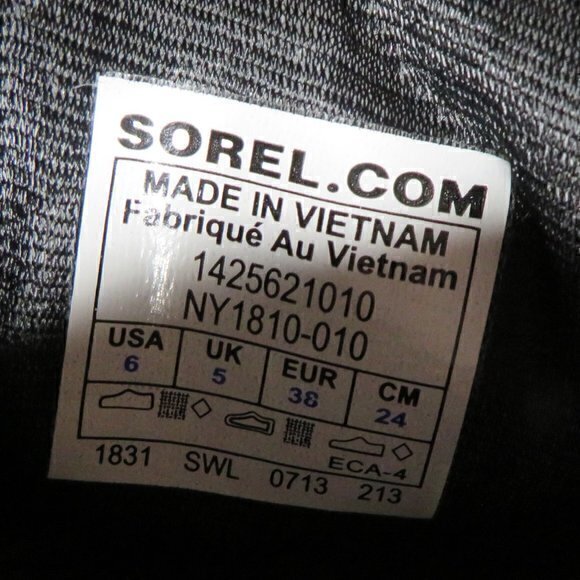 SOREL.COM
MADE IN VIETNAM
Fabriqué Au Vietnam
1425621010
NY1810-010
USA UK EUR CM
6 5 38 24
ECA-4
1831 SWL 0713 213